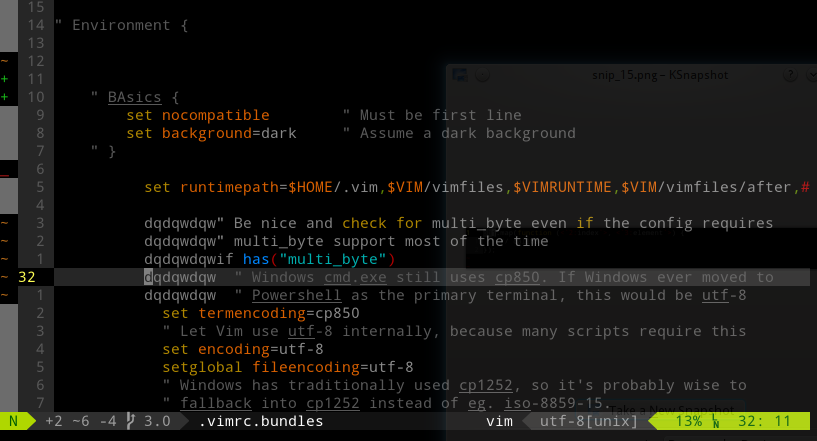 15
14 " Environment {
13
~ 12
+ 11
+ 10 " BAsics {
9 set nocompatible " Must be first line
8 set background=dark " Assume a dark background
7 " }
_ 6
5 set runtimepath=$HOME/.vim,$VIM/vimfiles,$VIMRUNTIME,$VIM/vimfiles/after,#
4
~ 3 dqdqwdqw" Be nice and check for multi_byte even if the config requires
~ 2 dqdqwdqw" multi_byte support most of the time
~ 1 dqdqwdqwif has("multi_byte")
~ 32 dqdqwdqw " Windows cmd.exe still uses cp850. If Windows ever moved to
~ 1 dqdqwdqw " Powershell as the primary terminal, this would be utf-8
2 set termencoding=cp850
3 " Let Vim use utf-8 internally, because many scripts require this
4 set encoding=utf-8
5 setglobal fileencoding=utf-8
6 " Windows has traditionally used cp1252, so it's probably wise to
7 " fallback into cp1252 instead of eg. iso-8859-15.
N +2 ~6 -4 3.0 .vimrc.bundles vim utf-8[unix] 13% LN 32: 11
snip_15.png – KSnapshot
Take a New Snapshot